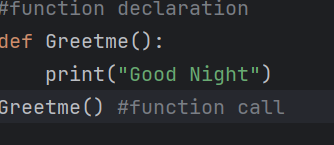 #function declaration
def Greetme():
    print("Good Night")
Greetme() #function call